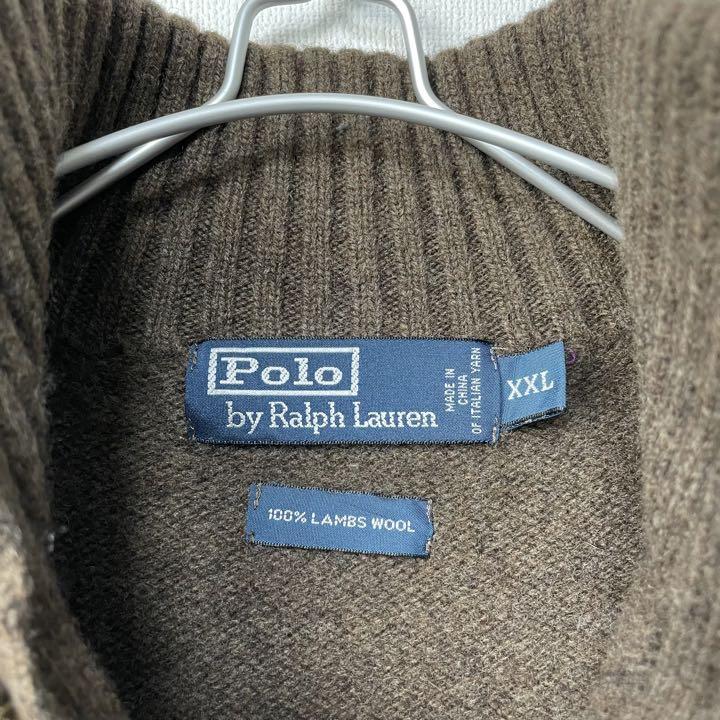 Polo
by Ralph Lauren
MADE IN
CHINA
OF ITALIAN YARN
XXL
100% LAMBS WOOL